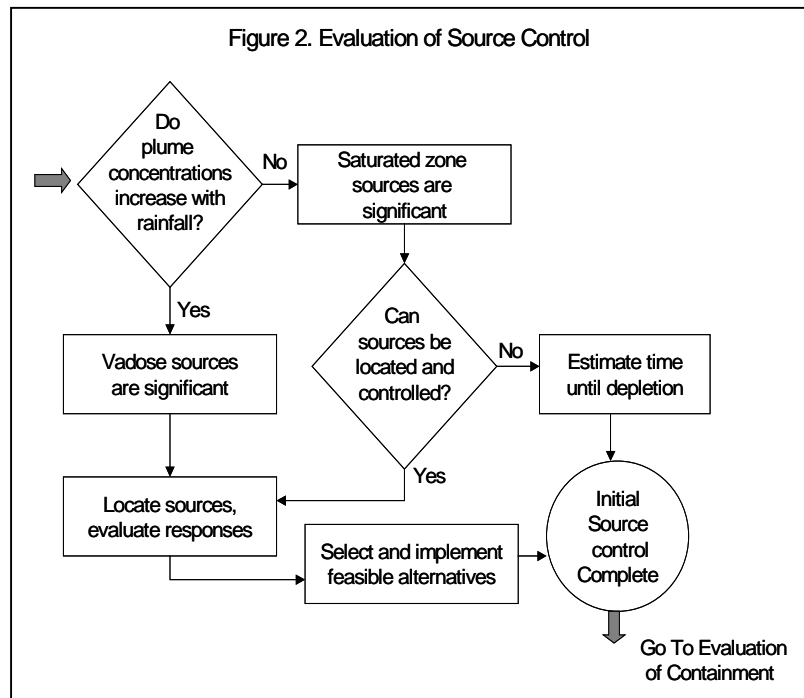 Figure 2. Evaluation of Source Control
Do
plume
concentrations
increase with
rainfall?
No
Saturated zone
sources are
significant
Yes
Vadose sources
are significant
Can
sources be
located and
controlled?
No
Estimate time
until depletion
Yes
Locate sources,
evaluate responses
Select and implement
feasible alternatives
Initial
Source
control
Complete
Go To Evaluation
of Containment